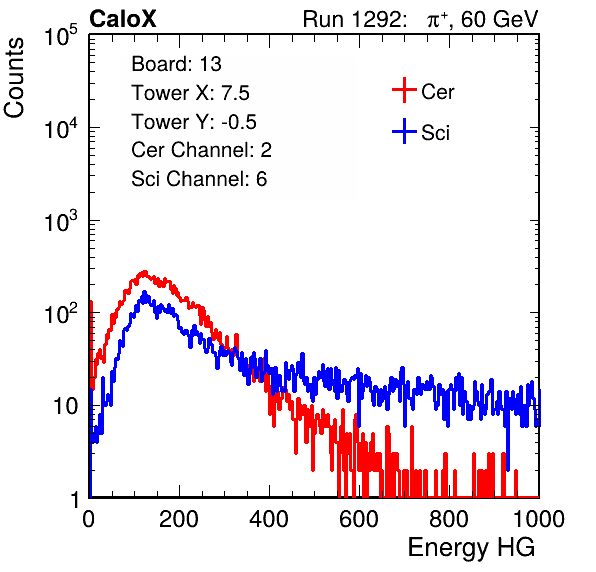 CaloX Run 1292: π⁺, 60 GeV
Counts
10⁵
10⁴
10³
10²
10
1
Board: 13
Tower X: 7.5
Tower Y: -0.5
Cer Channel: 2
Sci Channel: 6
Cer
Sci
0 200 400 600 800 1000
Energy HG